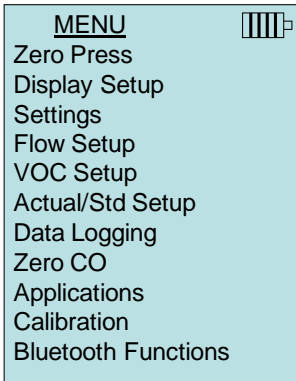 MENU
Zero Press
Display Setup
Settings
Flow Setup
VOC Setup
Actual/Std Setup
Data Logging
Zero CO
Applications
Calibration
Bluetooth Functions